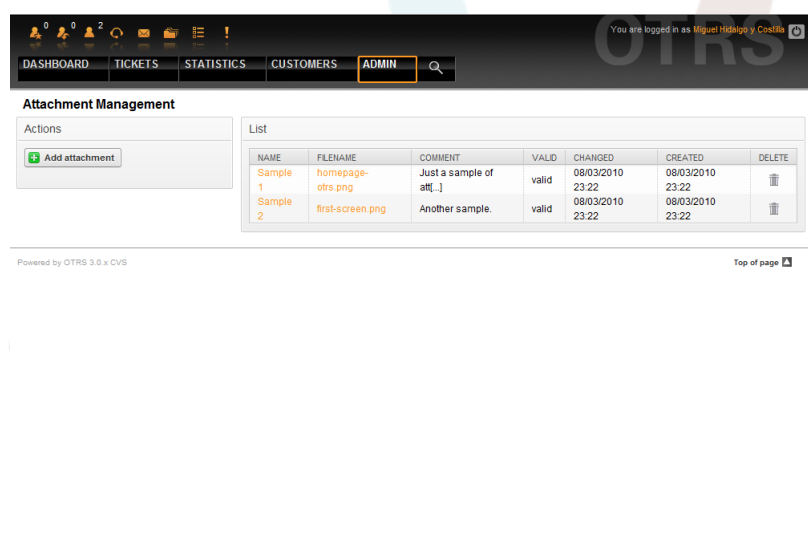 0 0 2
OTRS
You are logged in as Miguel Hidalgo y Costilla
DASHBOARD TICKETS STATISTICS CUSTOMERS ADMIN
Attachment Management
Actions
Add attachment
List
NAME FILENAME COMMENT VALID CHANGED CREATED DELETE
Sample homepage- Just a sample of 08/03/2010 08/03/2010
1 otrs.png att[...] valid 23:22 23:22
Sample 08/03/2010 08/03/2010
2 first-screen.png Another sample. valid 23:22 23:22
Powered by OTRS 3.0.x CVS
Top of page